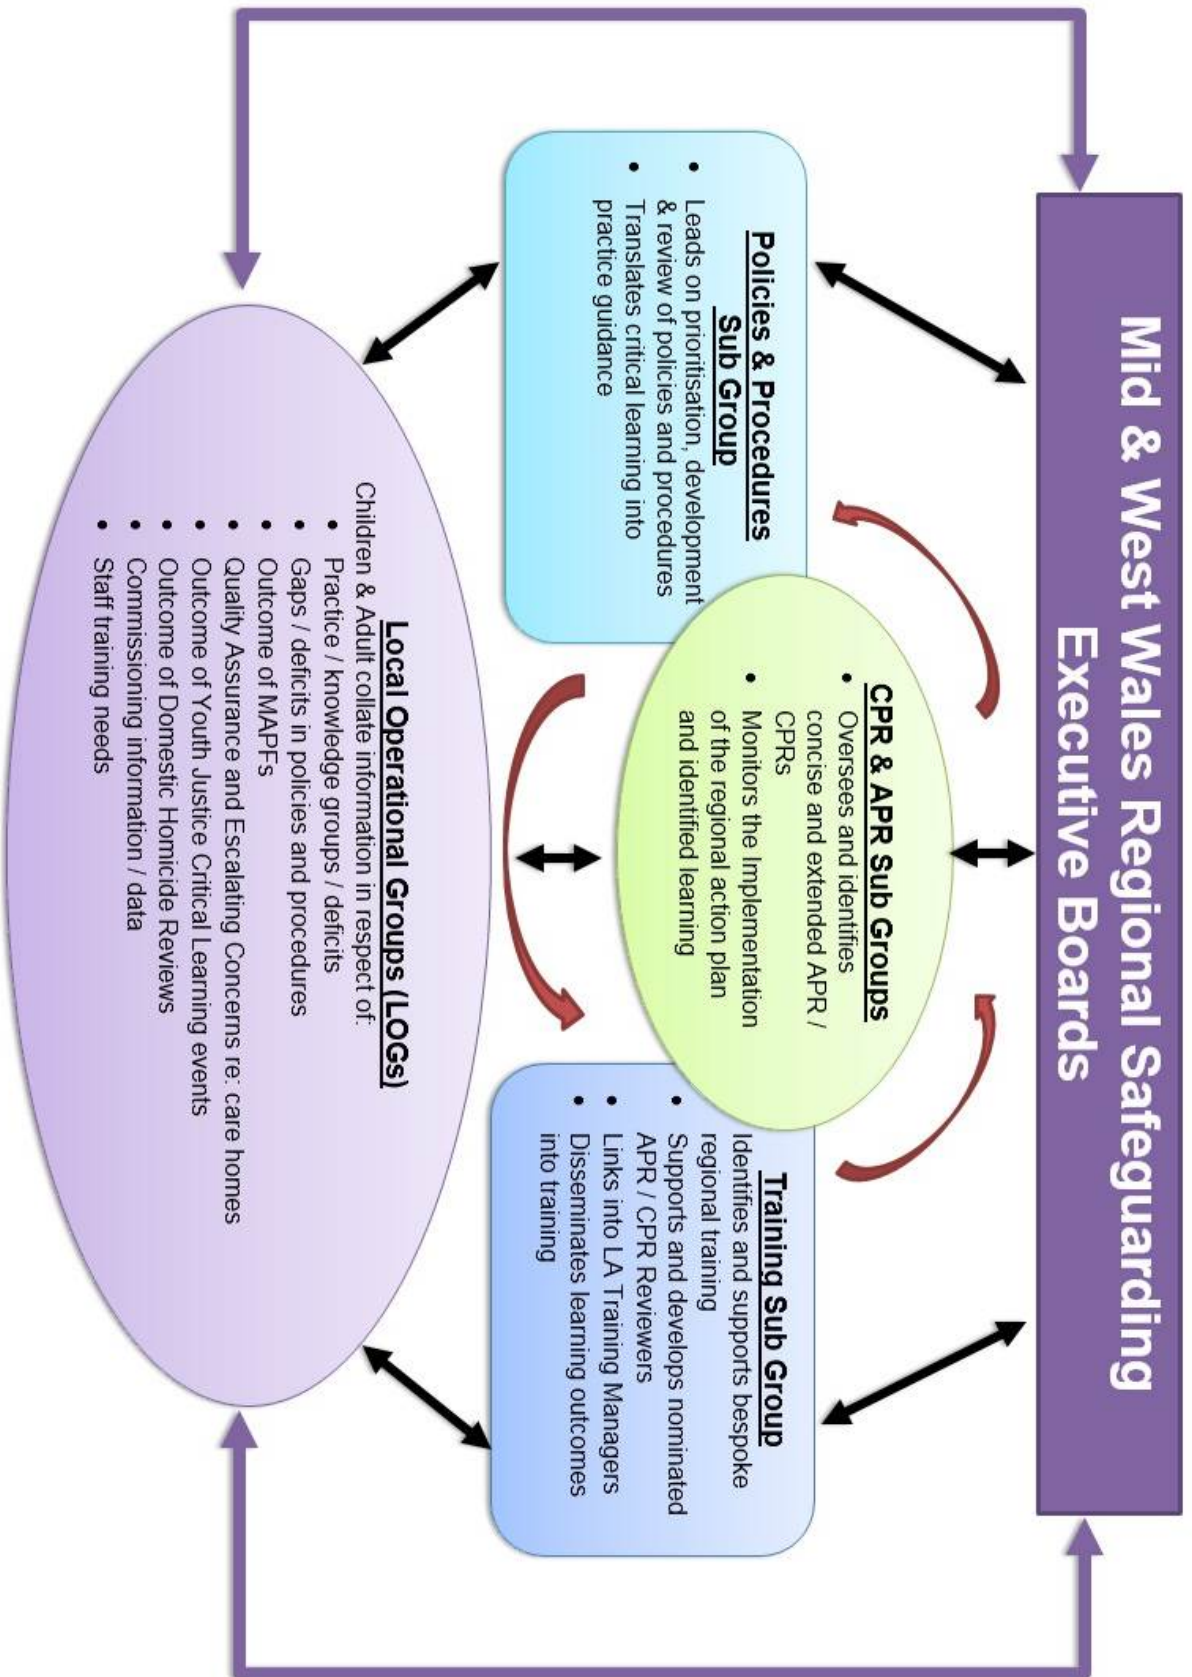 Mid & West Wales Regional Safeguarding
Executive Boards
Policies & Procedures
Sub Group
• Leads on prioritisation, development
& review of policies and procedures
• Translates critical learning into
practice guidance
CPR & APR Sub Groups
• Oversees and identifies
concise and extended APR /
CPRs
• Monitors the Implementation
of the regional action plan
and identified learning
Training Sub Group
Identifies and supports bespoke
regional training
• Supports and develops nominated
APR / CPR Reviewers
• Links into LA Training Managers
• Disseminates learning outcomes
into training
Local Operational Groups (LOGs)
Children & Adult collate information in respect of:
• Practice / knowledge groups / deficits
• Gaps / deficits in policies and procedures
• Outcome of MAPFs
• Quality Assurance and Escalating Concerns re: care homes
• Outcome of Youth Justice Critical Learning events
• Outcome of Domestic Homicide Reviews
• Commissioning information / data
• Staff training needs